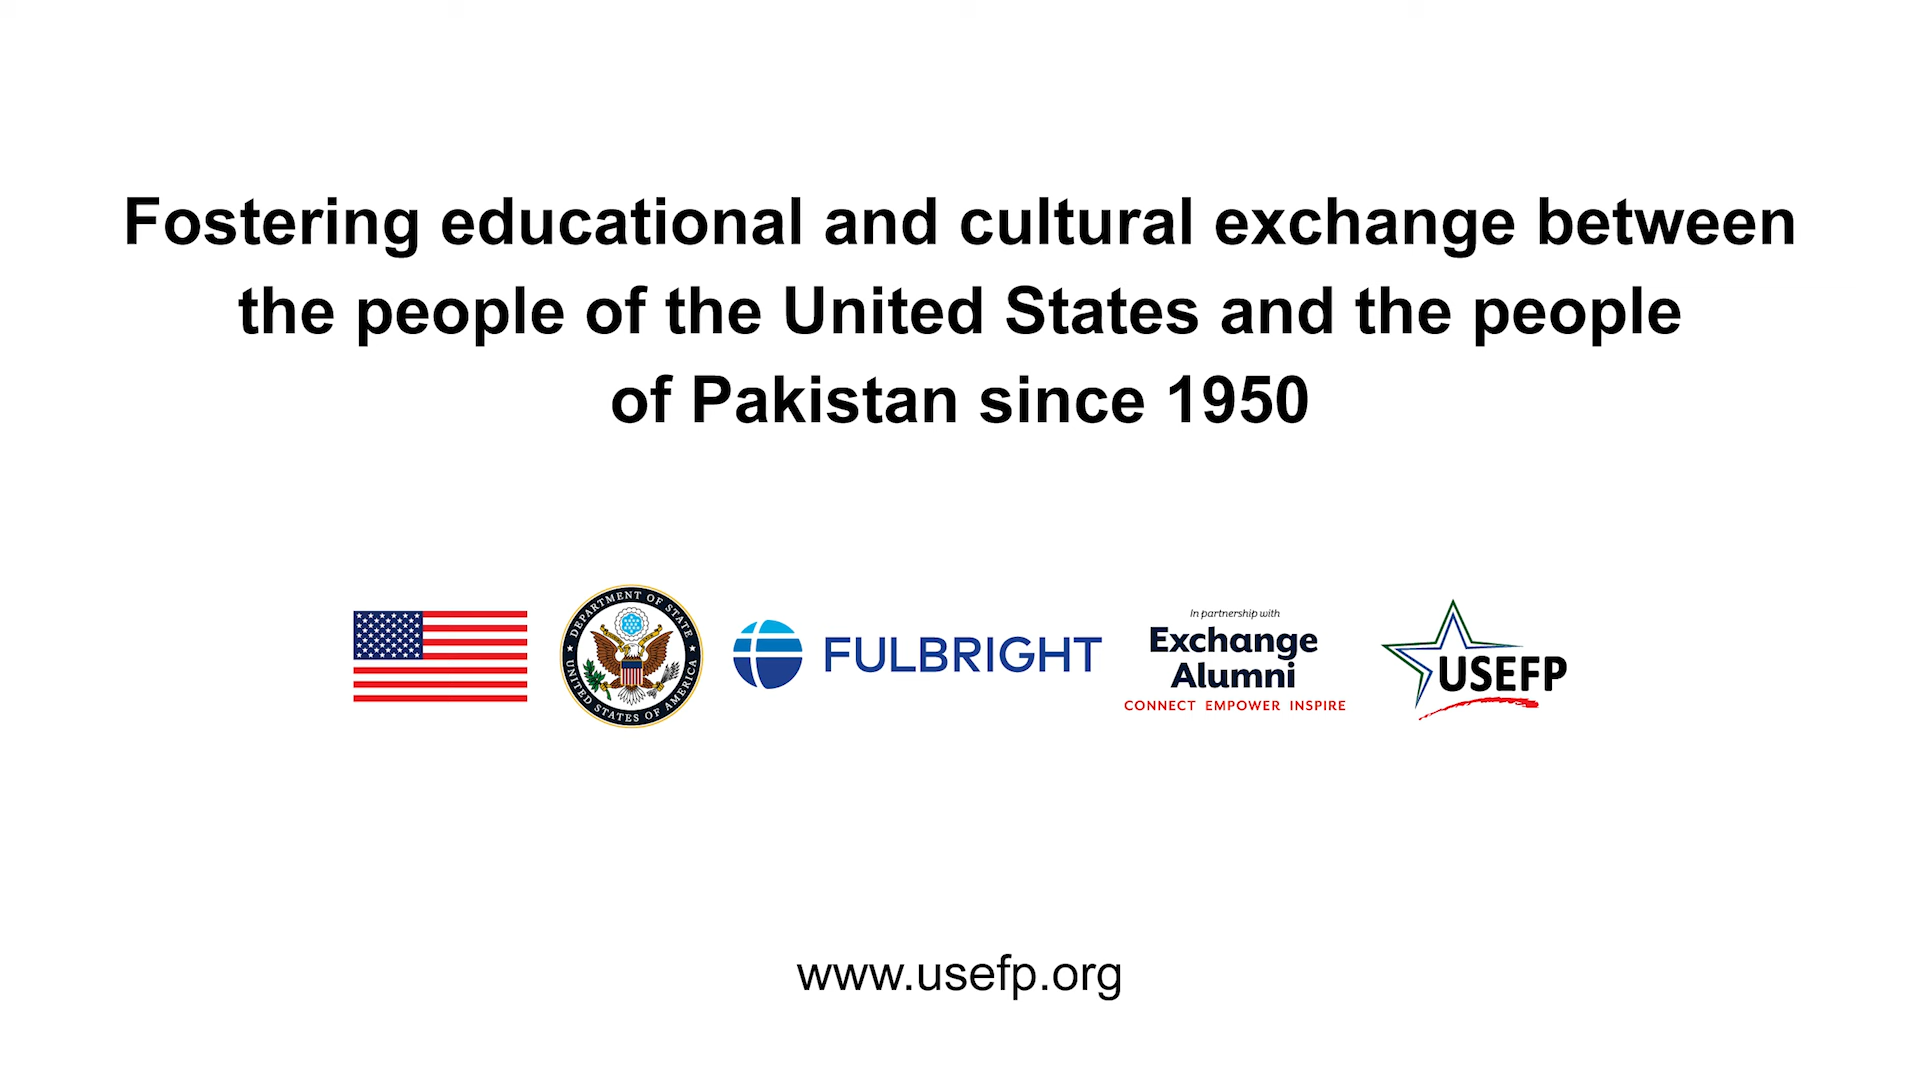 Fostering educational and cultural exchange between
the people of the United States and the people
of Pakistan since 1950
DEPARTMENT OF STATE
UNITED STATES OF AMERICA
FULBRIGHT
In partnership with
Exchange
Alumni
CONNECT EMPOWER INSPIRE
USEFP
www.usefp.org